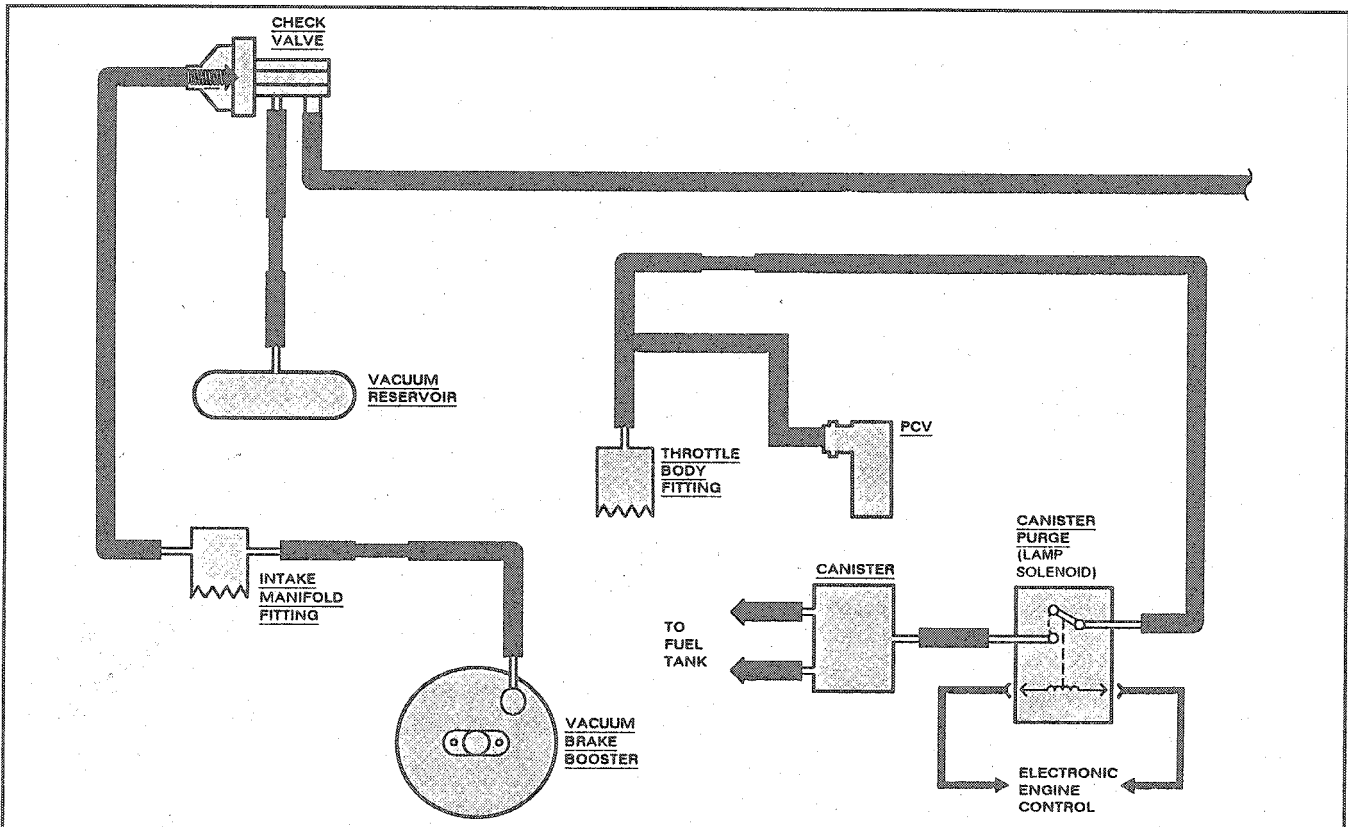 CHECK
VALVE
VACUUM
RESERVOIR
THROTTLE
BODY
FITTING
PCV
INTAKE
MANIFOLD
FITTING
CANISTER
PURGE
(LAMP
SOLENOID)
CANISTER
TO
FUEL
TANK
VACUUM
BRAKE
BOOSTER
ELECTRONIC
ENGINE
CONTROL